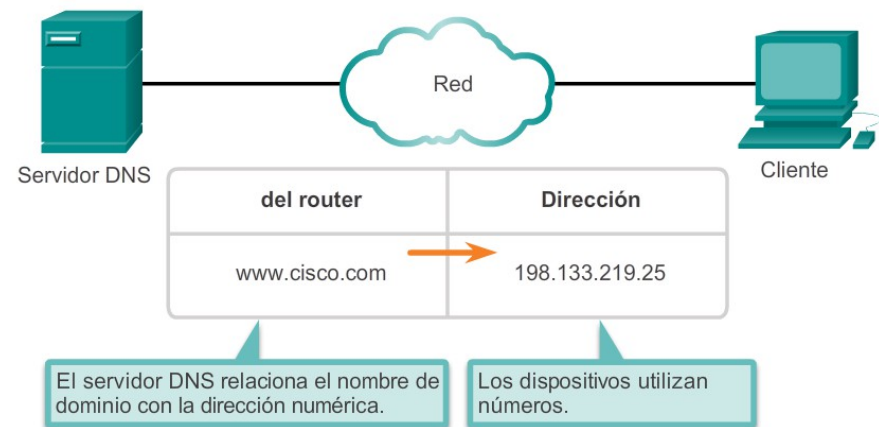 Red
Servidor DNS
Cliente
del router
Dirección
www.cisco.com
198.133.219.25
El servidor DNS relaciona el nombre de
dominio con la dirección numérica.
Los dispositivos utilizan
números.